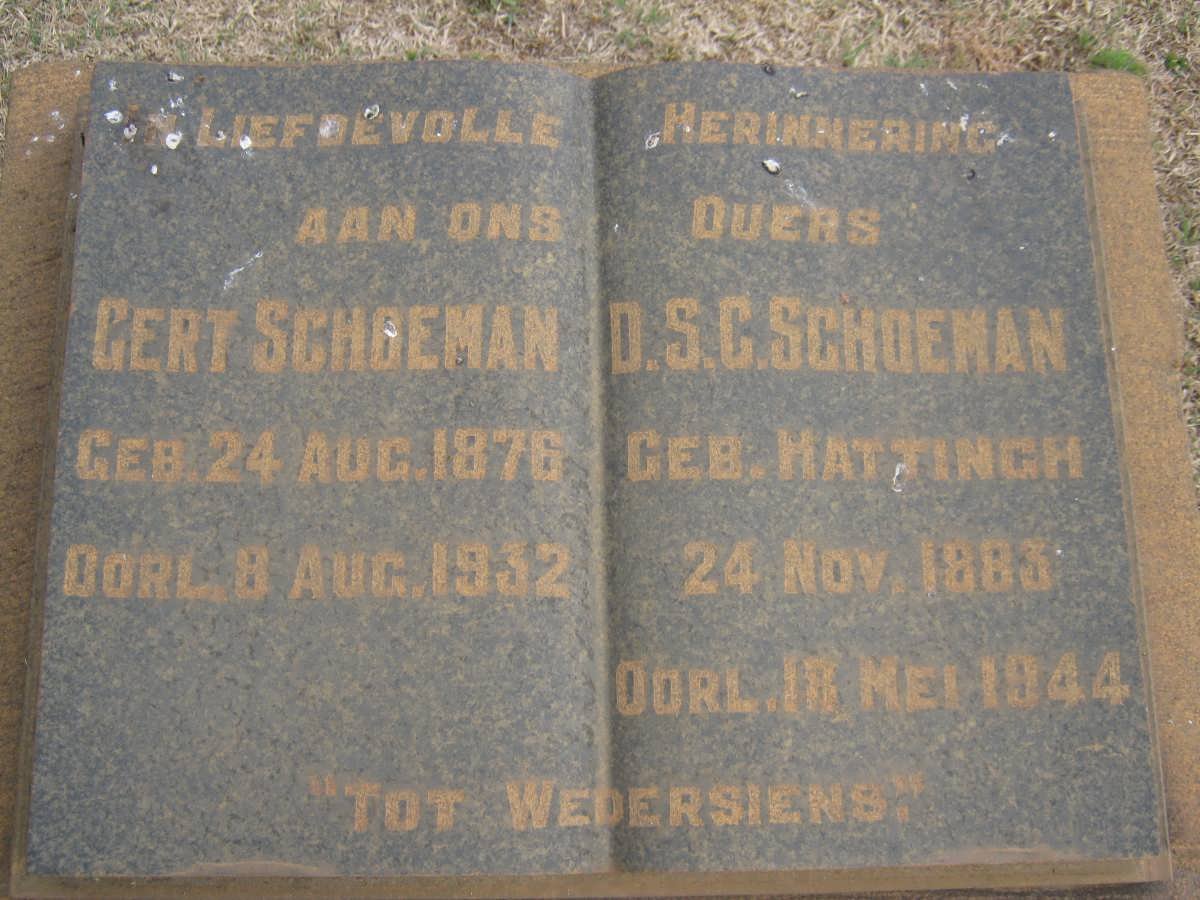 IN LIEFDEVOLLE HERINNERING
AAN ONS OUERS
GERT SCHOEMAN
GEB. 24 AUG. 1876
OORL. 8 AUG. 1932
D.S.G. SCHOEMAN
GEB. HATTINGH
24 NOV. 1883
OORL. 18 MEI 1944
"TOT WEDERSIENS."